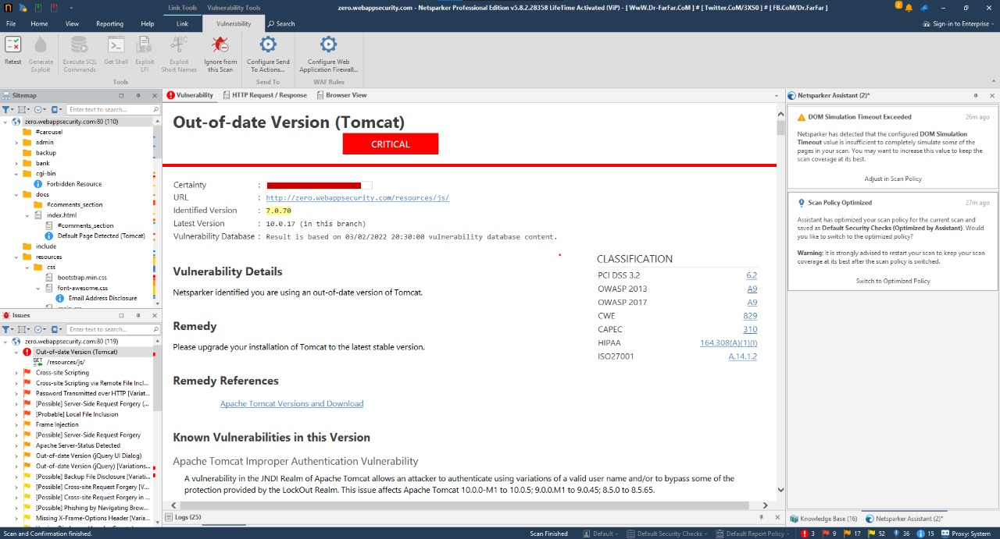 Link Tools Vulnerability Tools
zero.webappsecurity.com - Netsparker Professional Edition v5.8.2.28358 LifeTime Activated (ViP) - [ WwW.Dr-FarFar.CoM ] # [ Twitter.CoM/3XS0 ] # [ FB.CoM/Dr.FarFar ]
2
File Home View Reporting Help Link Vulnerability Search
Sign-in to Enterprise
Retest
Generate Exploit
Execute SQL Commands
Get Shell
Exploit LFI
ABC
Exploit Short Names
Ignore from this Scan
Configure Send To Actions...
Configure Web Application Firewall...
Tools
Send To
WAF Rules
Sitemap
Enter text to search...
zero.webappsecurity.com:80 (110)
#carousel
admin
backup
bank
cgi-bin
Forbidden Resource
docs
#comments_section
index.html
#comments_section
Default Page Detected (Tomcat)
include
resources
css
bootstrap.min.css
font-awesome.css
Email Address Disclosure
Issues
Enter text to search...
zero.webappsecurity.com:80 (119)
Out-of-date Version (Tomcat)
GET /resources/js/
Cross-site Scripting
Cross-site Scripting via Remote File Incl...
Password Transmitted over HTTP [Variat...
[Possible] Server-Side Request Forgery (...
[Probable] Local File Inclusion
Frame Injection
[Possible] Server-Side Request Forgery
Apache Server-Status Detected
Out-of-date Version (jQuery UI Dialog)
Out-of-date Version (jQuery) [Variations...
[Possible] Backup File Disclosure [Variati...
[Possible] Cross-site Request Forgery [V...
[Possible] Cross-site Request Forgery in ...
[Possible] Phishing by Navigating Brow...
Missing X-Frame-Options Header [Varia...
Vulnerability HTTP Request / Response Browser View
Out-of-date Version (Tomcat)
CRITICAL
Certainty :
URL : http://zero.webappsecurity.com/resources/js/
Identified Version : 7.0.70
Latest Version : 10.0.17 (in this branch)
Vulnerability Database : Result is based on 03/02/2022 20:30:00 vulnerability database content.
Vulnerability Details
Netsparker identified you are using an out-of-date version of Tomcat.
Remedy
Please upgrade your installation of Tomcat to the latest stable version.
Remedy References
Apache Tomcat Versions and Download
CLASSIFICATION
PCI DSS 3.2 6.2
OWASP 2013 A9
OWASP 2017 A9
CWE 829
CAPEC 310
HIPAA 164.308(A)(1)(I)
ISO27001 A.14.1.2
Known Vulnerabilities in this Version
Apache Tomcat Improper Authentication Vulnerability
A vulnerability in the JNDI Realm of Apache Tomcat allows an attacker to authenticate using variations of a valid user name and/or to bypass some of the
protection provided by the LockOut Realm. This issue affects Apache Tomcat 10.0.0-M1 to 10.0.5; 9.0.0.M1 to 9.0.45; 8.5.0 to 8.5.65.
Logs (25)
Netsparker Assistant (2)*
DOM Simulation Timeout Exceeded 26m ago
Netsparker has detected that the configured DOM Simulation
Timeout value is insufficient to completely simulate some of the
pages in your scan. You may want to increase this value to keep the
scan coverage at its best.
Adjust in Scan Policy
Scan Policy Optimized 27m ago
Assistant has optimized your scan policy for the current scan and
saved as Default Security Checks (Optimized by Assistant). Would
you like to switch to the optimized policy?
Warning: It is strongly advised to restart your scan to keep your scan
coverage at its best after the scan policy is switched.
Switch to Optimized Policy
Knowledge Base (16) Netsparker Assistant (2)*
Scan and Confirmation finished.
Scan Finished Default Default Security Checks Default Report Policy 3 9 17 52 36 15 Proxy: System